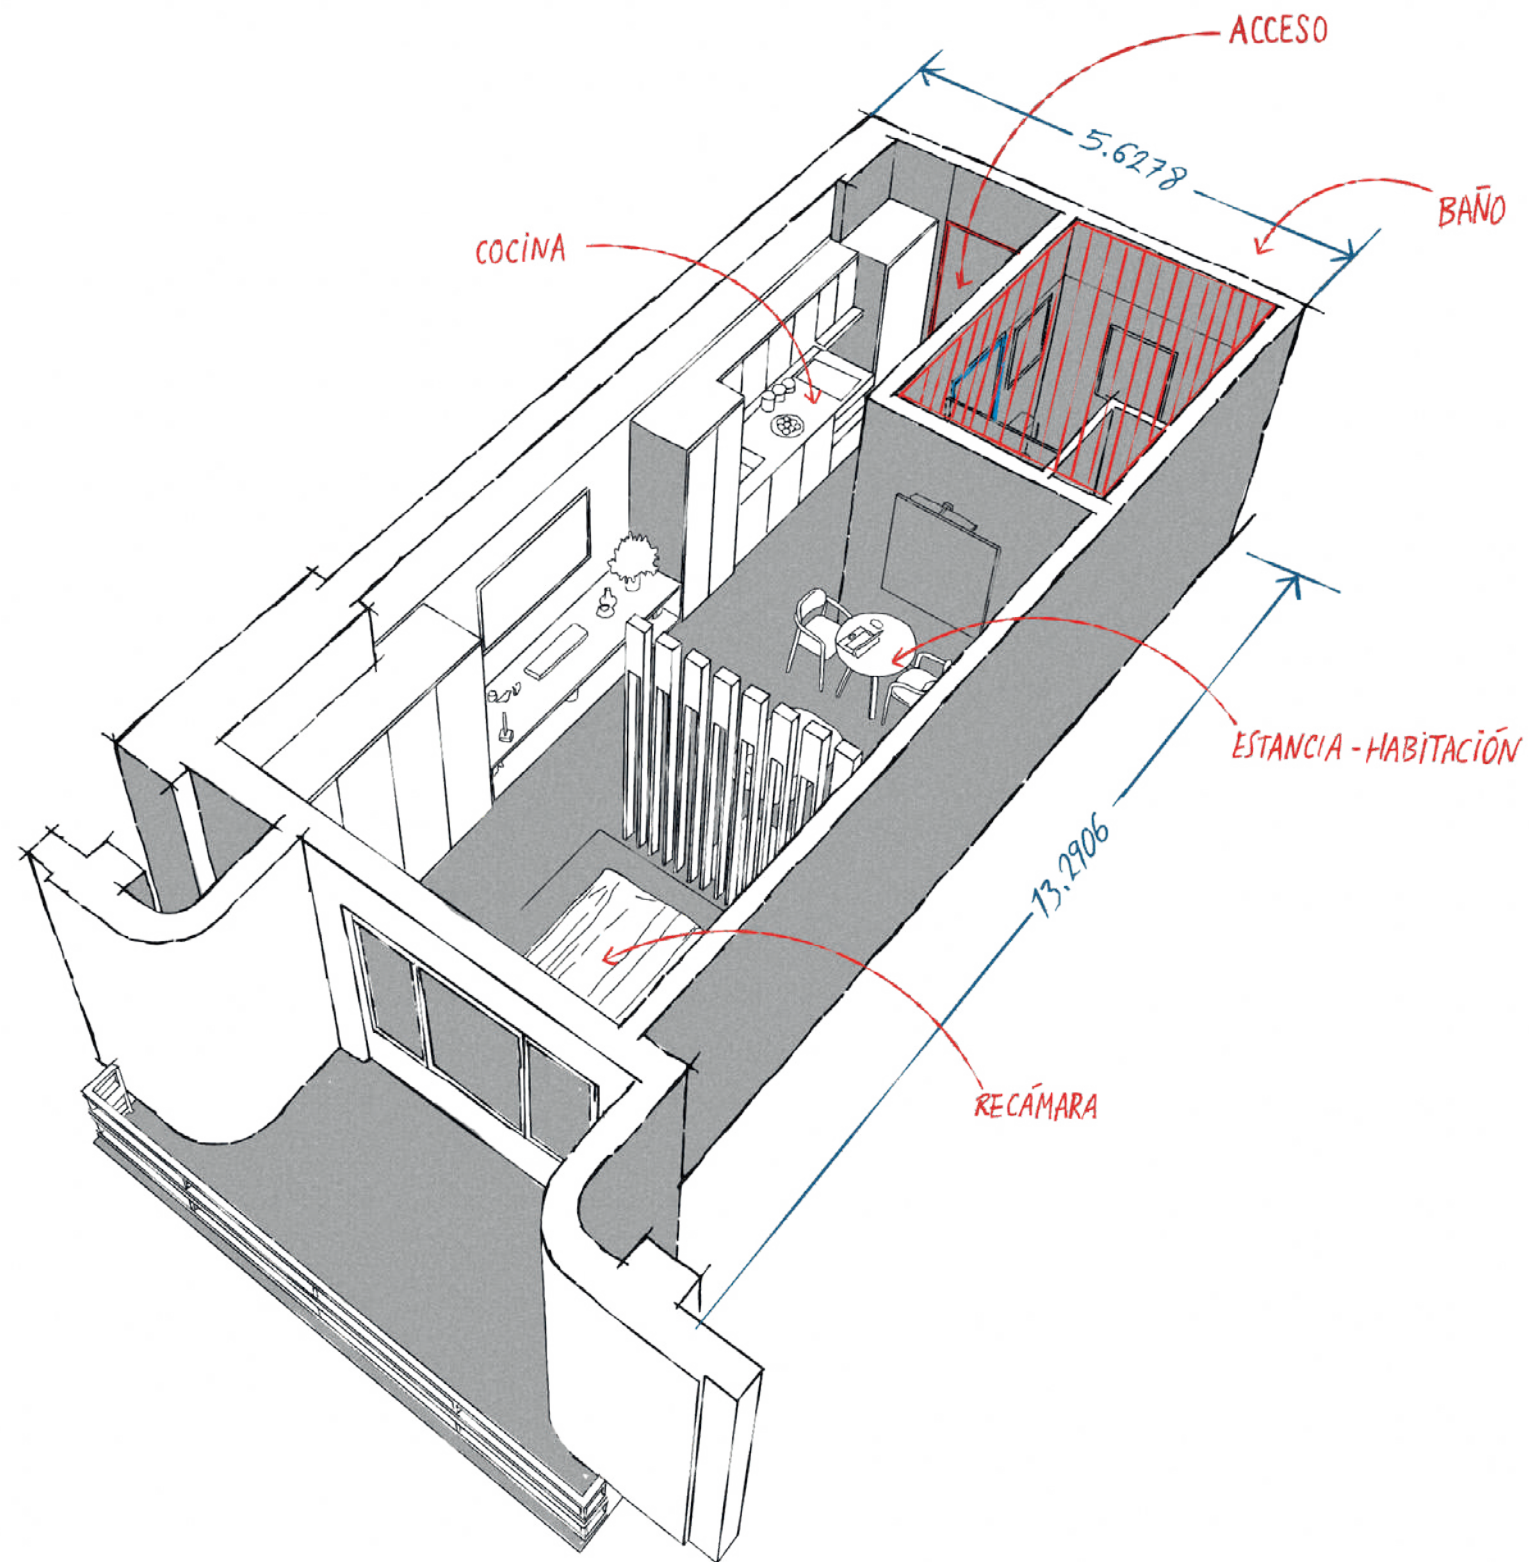 ACCESO
5.6278
BAÑO
COCINA
ESTANCIA - HABITACIÓN
13.2906
RECÁMARA